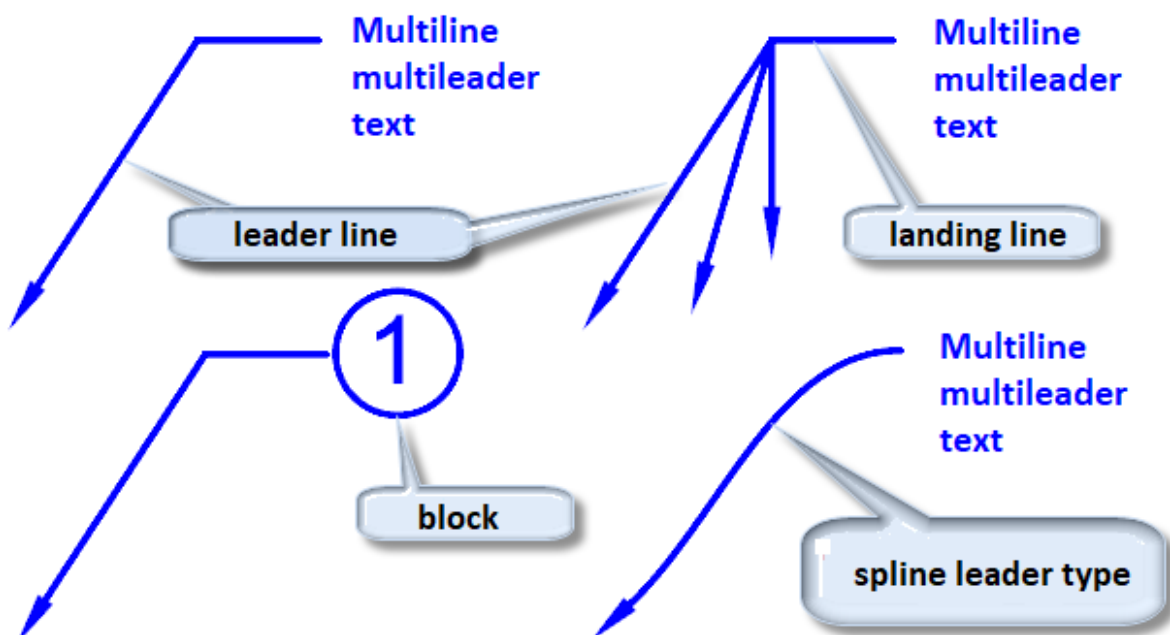 Multiline
multileader
text
Multiline
multileader
text
leader line
landing line
1
block
Multiline
multileader
text
spline leader type